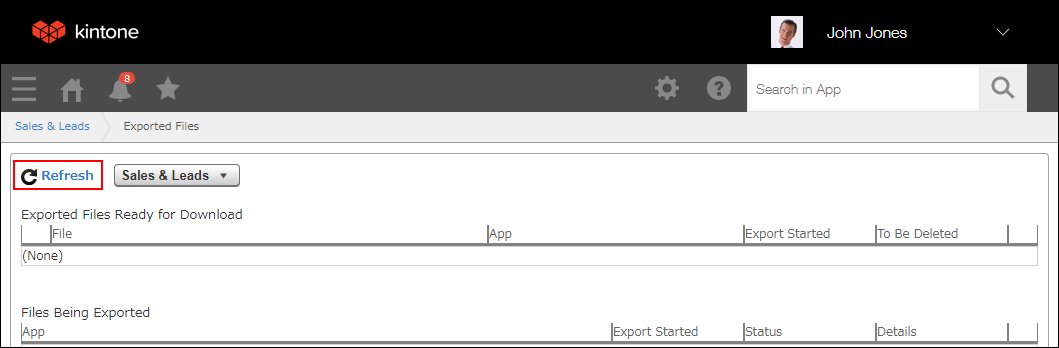 kintone
John Jones
8
Search in App
Sales & Leads
Exported Files
Refresh
Sales & Leads
Exported Files Ready for Download
File App Export Started To Be Deleted
(None)
Files Being Exported
App Export Started Status Details